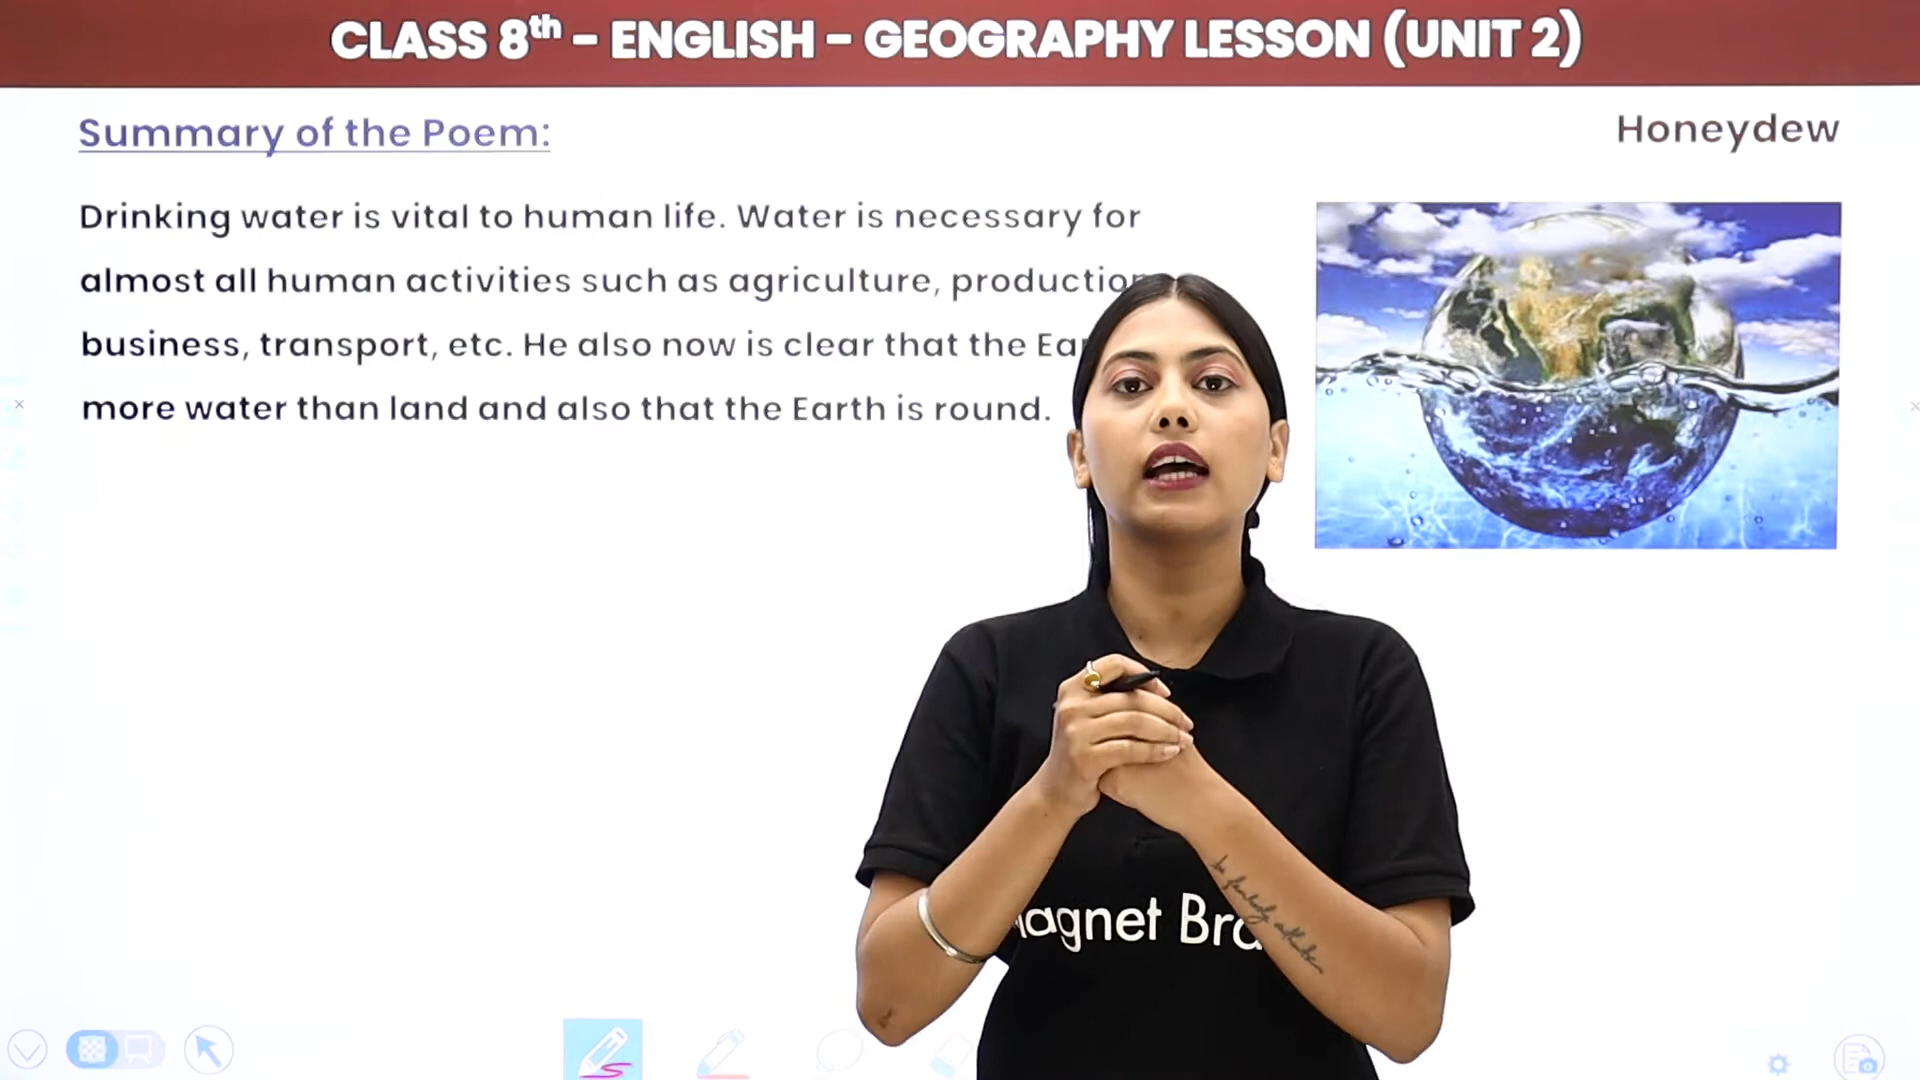 CLASS 8th - ENGLISH - GEOGRAPHY LESSON (UNIT 2)
Summary of the Poem:
Honeydew
Drinking water is vital to human life. Water is necessary for
almost all human activities such as agriculture, production
business, transport, etc. He also now is clear that the
more water than land and also that the Earth is round.
agnet Bra